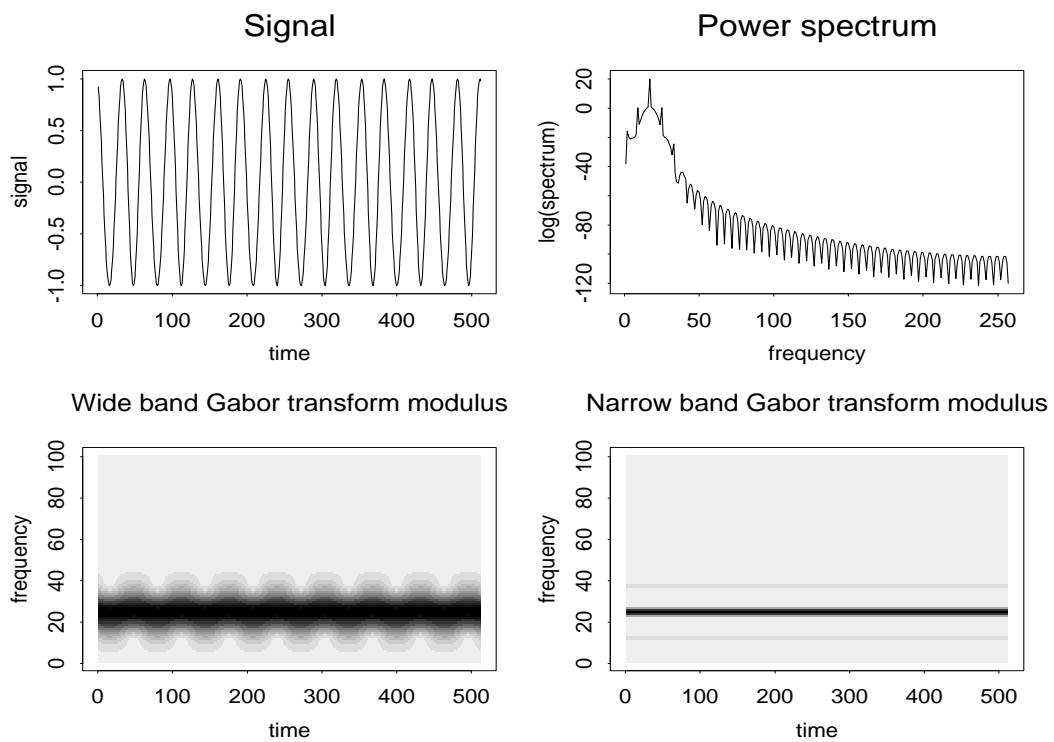 Signal
signal
1.0
0.5
0.0
-0.5
-1.0
0 100 200 300 400 500
time
Power spectrum
log(spectrum)
20
0
-40
-80
-120
0 50 100 150 200 250
frequency
Wide band Gabor transform modulus
frequency
100
80
60
40
20
0
0 100 200 300 400 500
time
Narrow band Gabor transform modulus
frequency
100
80
60
40
20
0
0 100 200 300 400 500
time